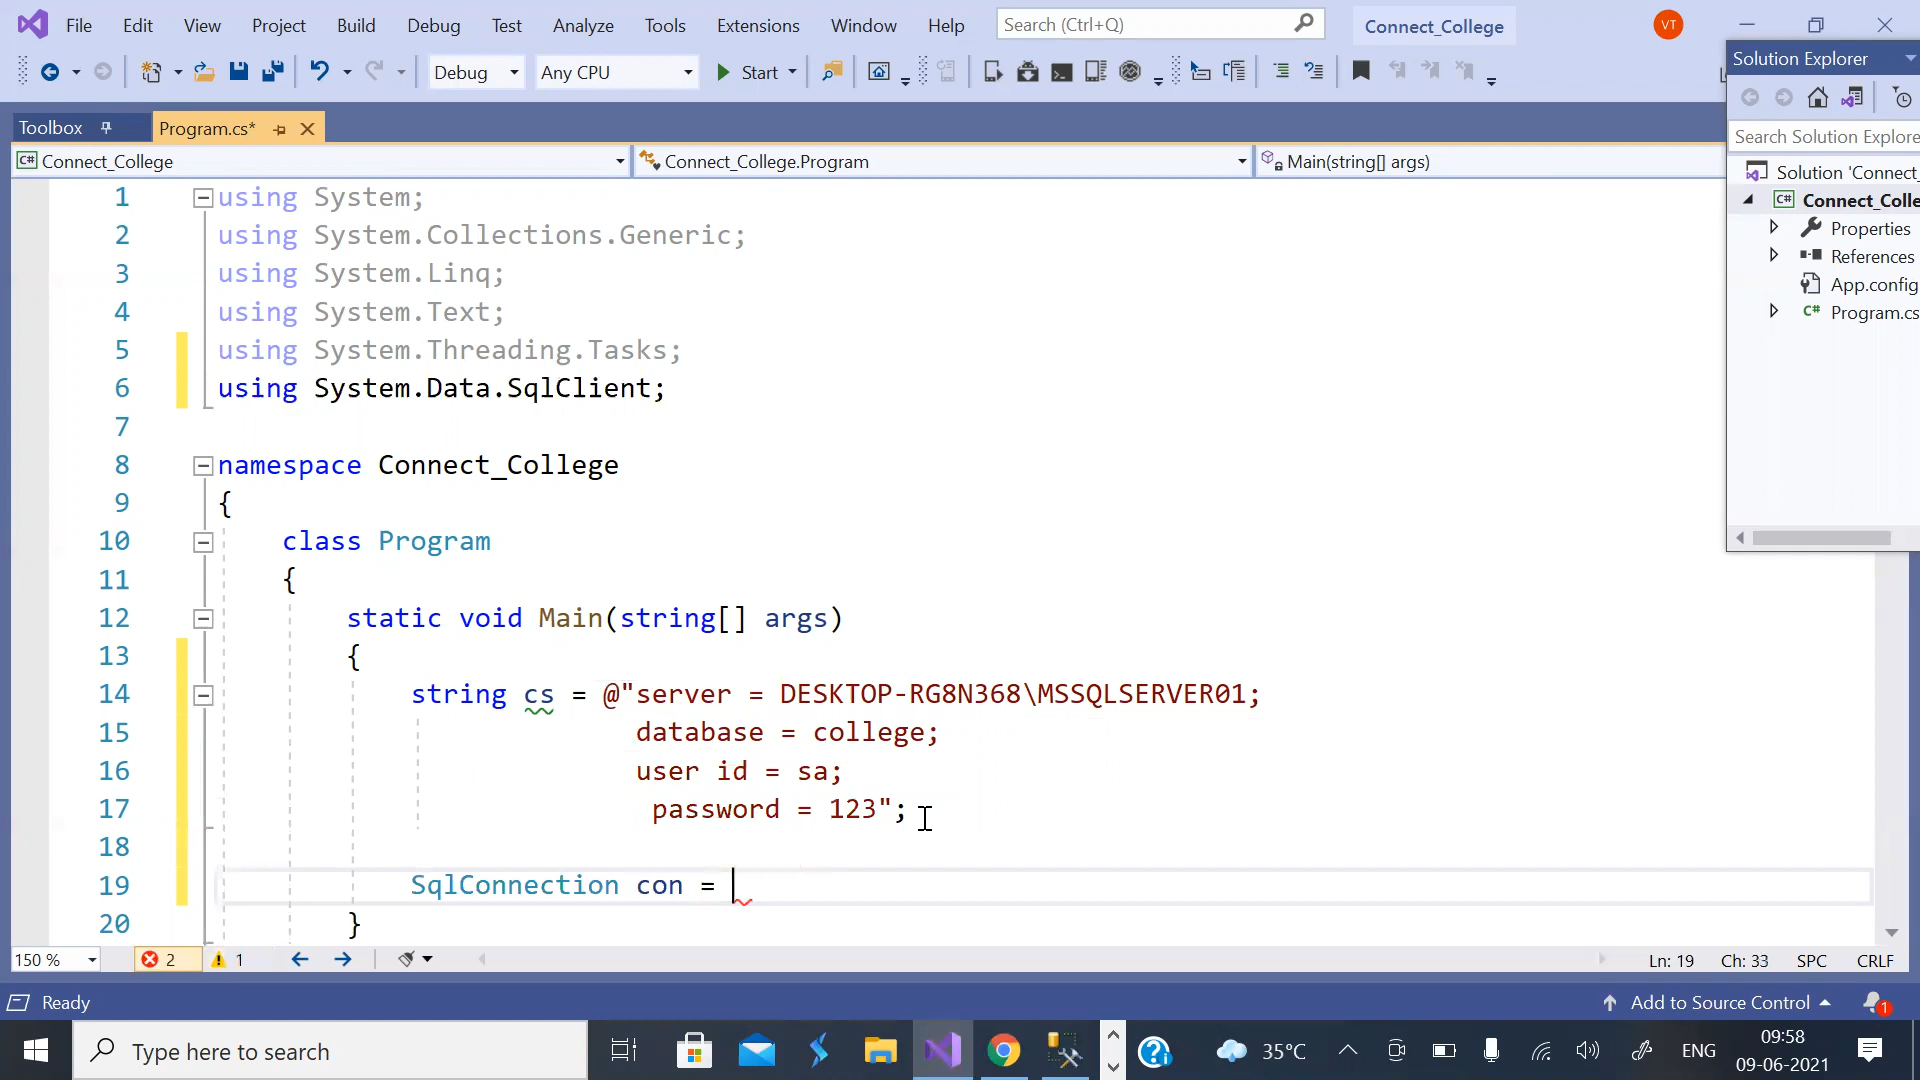 File Edit View Project Build Debug Test Analyze Tools Extensions Window Help Search (Ctrl+Q) Connect_College VT
Debug Any CPU Start
Solution Explorer
Toolbox Program.cs*
Search Solution Explore
Connect_College Connect_College.Program Main(string[] args)
Solution 'Connect_
Connect_Colle
Properties
References
App.config
Program.cs
1 using System;
2 using System.Collections.Generic;
3 using System.Linq;
4 using System.Text;
5 using System.Threading.Tasks;
6 using System.Data.SqlClient;
7
8 namespace Connect_College
9 {
10 class Program
11 {
12 static void Main(string[] args)
13 {
14 string cs = @"server = DESKTOP-RG8N368\MSSQLSERVER01;
15 database = college;
16 user id = sa;
17 password = 123";
18
19 SqlConnection con =
20 }
150 % 2 1 Ln: 19 Ch: 33 SPC CRLF
Ready Add to Source Control 1
Type here to search 35°C ENG 09:58
09-06-2021